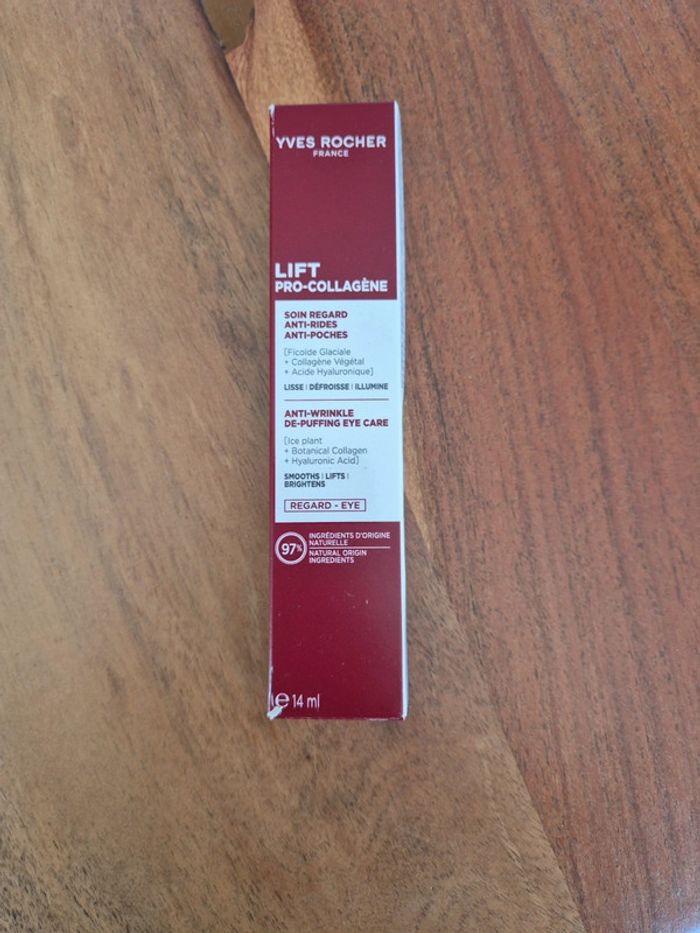 YVES ROCHER
FRANCE
LIFT
PRO-COLLAGÈNE
SOIN REGARD
ANTI-RIDES
ANTI-POCHES
[Ficoïde Glaciale
+ Collagène Végétal
+ Acide Hyaluronique]
LISSE | DÉFROISSE | ILLUMINE
ANTI-WRINKLE
DE-PUFFING EYE CARE
[Ice plant
+ Botanical Collagen
+ Hyaluronic Acid]
SMOOTHS | LIFTS |
BRIGHTENS
REGARD - EYE
97%
INGRÉDIENTS D'ORIGINE
NATURELLE
NATURAL ORIGIN
INGREDIENTS
℮ 14 ml